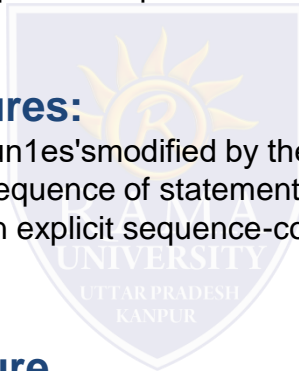 ures:
un1es'smodified by the
equence of statement
n explicit sequence-co
RAMA
UNIVERSITY
UTTAR PRADESH
KANPUR
ure